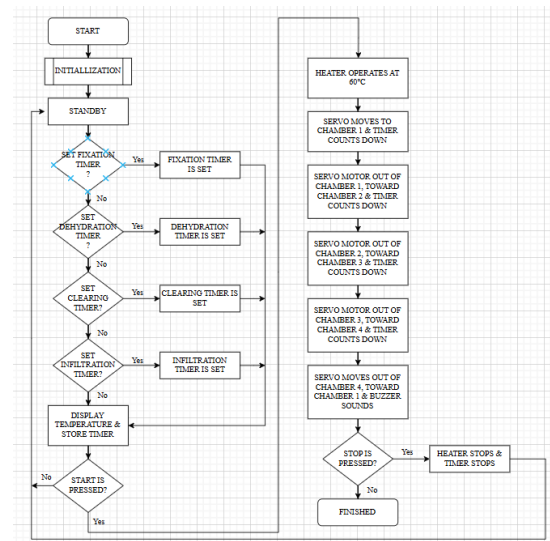 START
INITIALLIZATION
STANDBY
SET FIXATION
TIMER
?
Yes
FIXATION TIMER
IS SET
No
SET
DEHYDRATION
TIMER
?
Yes
DEHYDRATION
TIMER IS SET
No
SET
CLEARING
TIMER?
Yes
CLEARING TIMER IS
SET
No
SET
INFILTRATION
TIMER?
Yes
INFILTRATION
TIMER IS SET
No
DISPLAY
TEMPERATURE &
STORE TIMER
START IS
PRESSED?
No
Yes
HEATER OPERATES AT
60°C
SERVO MOVES TO
CHAMBER 1 & TIMER
COUNTS DOWN
SERVO MOTOR OUT OF
CHAMBER 1, TOWARD
CHAMBER 2 & TIMER
COUNTS DOWN
SERVO MOTOR OUT OF
CHAMBER 2, TOWARD
CHAMBER 3 & TIMER
COUNTS DOWN
SERVO MOTOR OUT OF
CHAMBER 3, TOWARD
CHAMBER 4 & TIMER
COUNTS DOWN
SERVO MOVES OUT OF
CHAMBER 4, TOWARD
CHAMBER 1 & BUZZER
SOUNDS
STOP IS
PRESSED?
Yes
HEATER STOPS &
TIMER STOPS
No
FINISHED